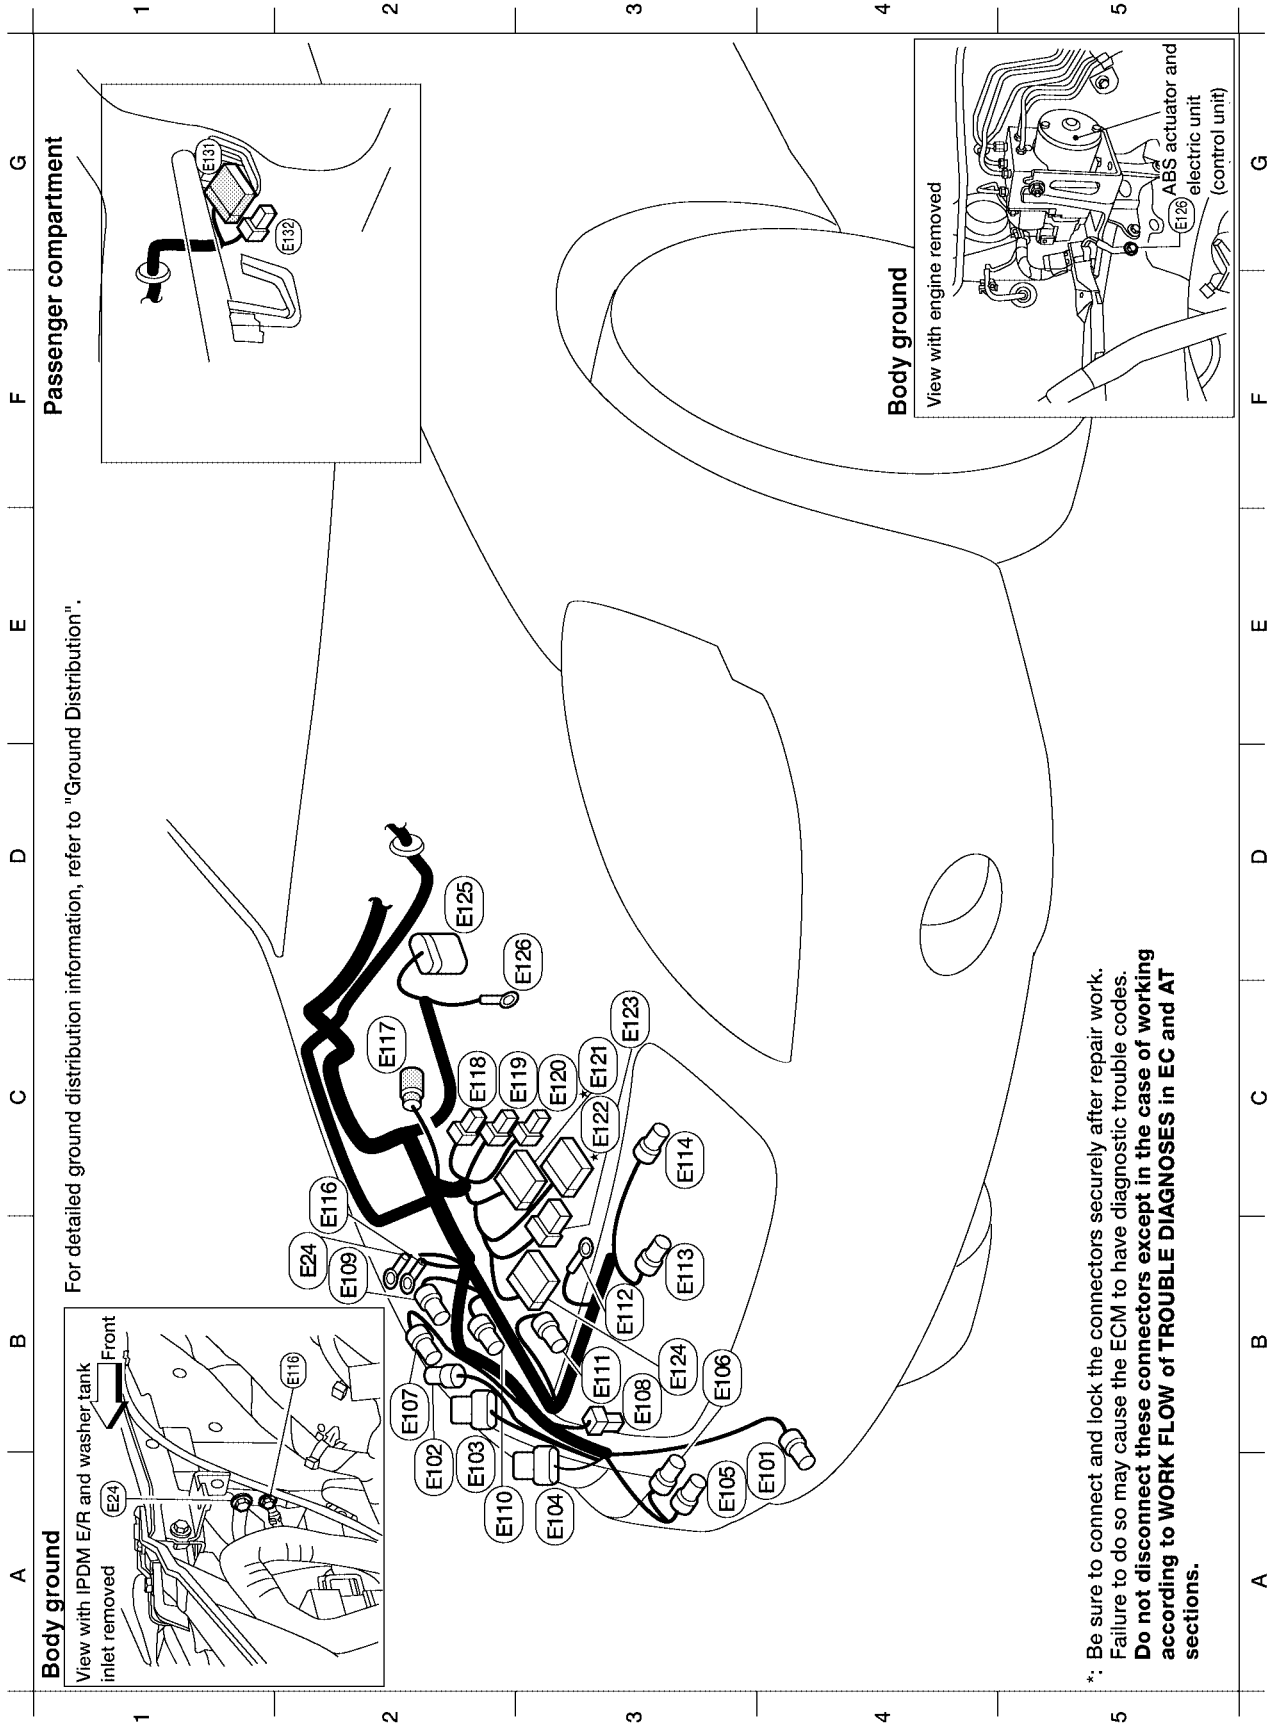 A B C D E F G
1
2
3
4
5
Body ground
View with IPDM E/R and washer tank
inlet removed
Front
E24
E116
For detailed ground distribution information, refer to "Ground Distribution".
Passenger compartment
E131
E132
E24
E109
E116
E107
E102
E103
E110
E104
E117
E118
E119
E120
★E121
★E122
E123
E125
E126
E111
E112
E108
E124
E106
E105
E101
E113
E114
Body ground
View with engine removed
E126
ABS actuator and
electric unit
(control unit)
*: Be sure to connect and lock the connectors securely after repair work.
Failure to do so may cause the ECM to have diagnostic trouble codes.
Do not disconnect these connectors except in the case of working
according to WORK FLOW of TROUBLE DIAGNOSES in EC and AT
sections.
A B C D E F G
1
2
3
4
5